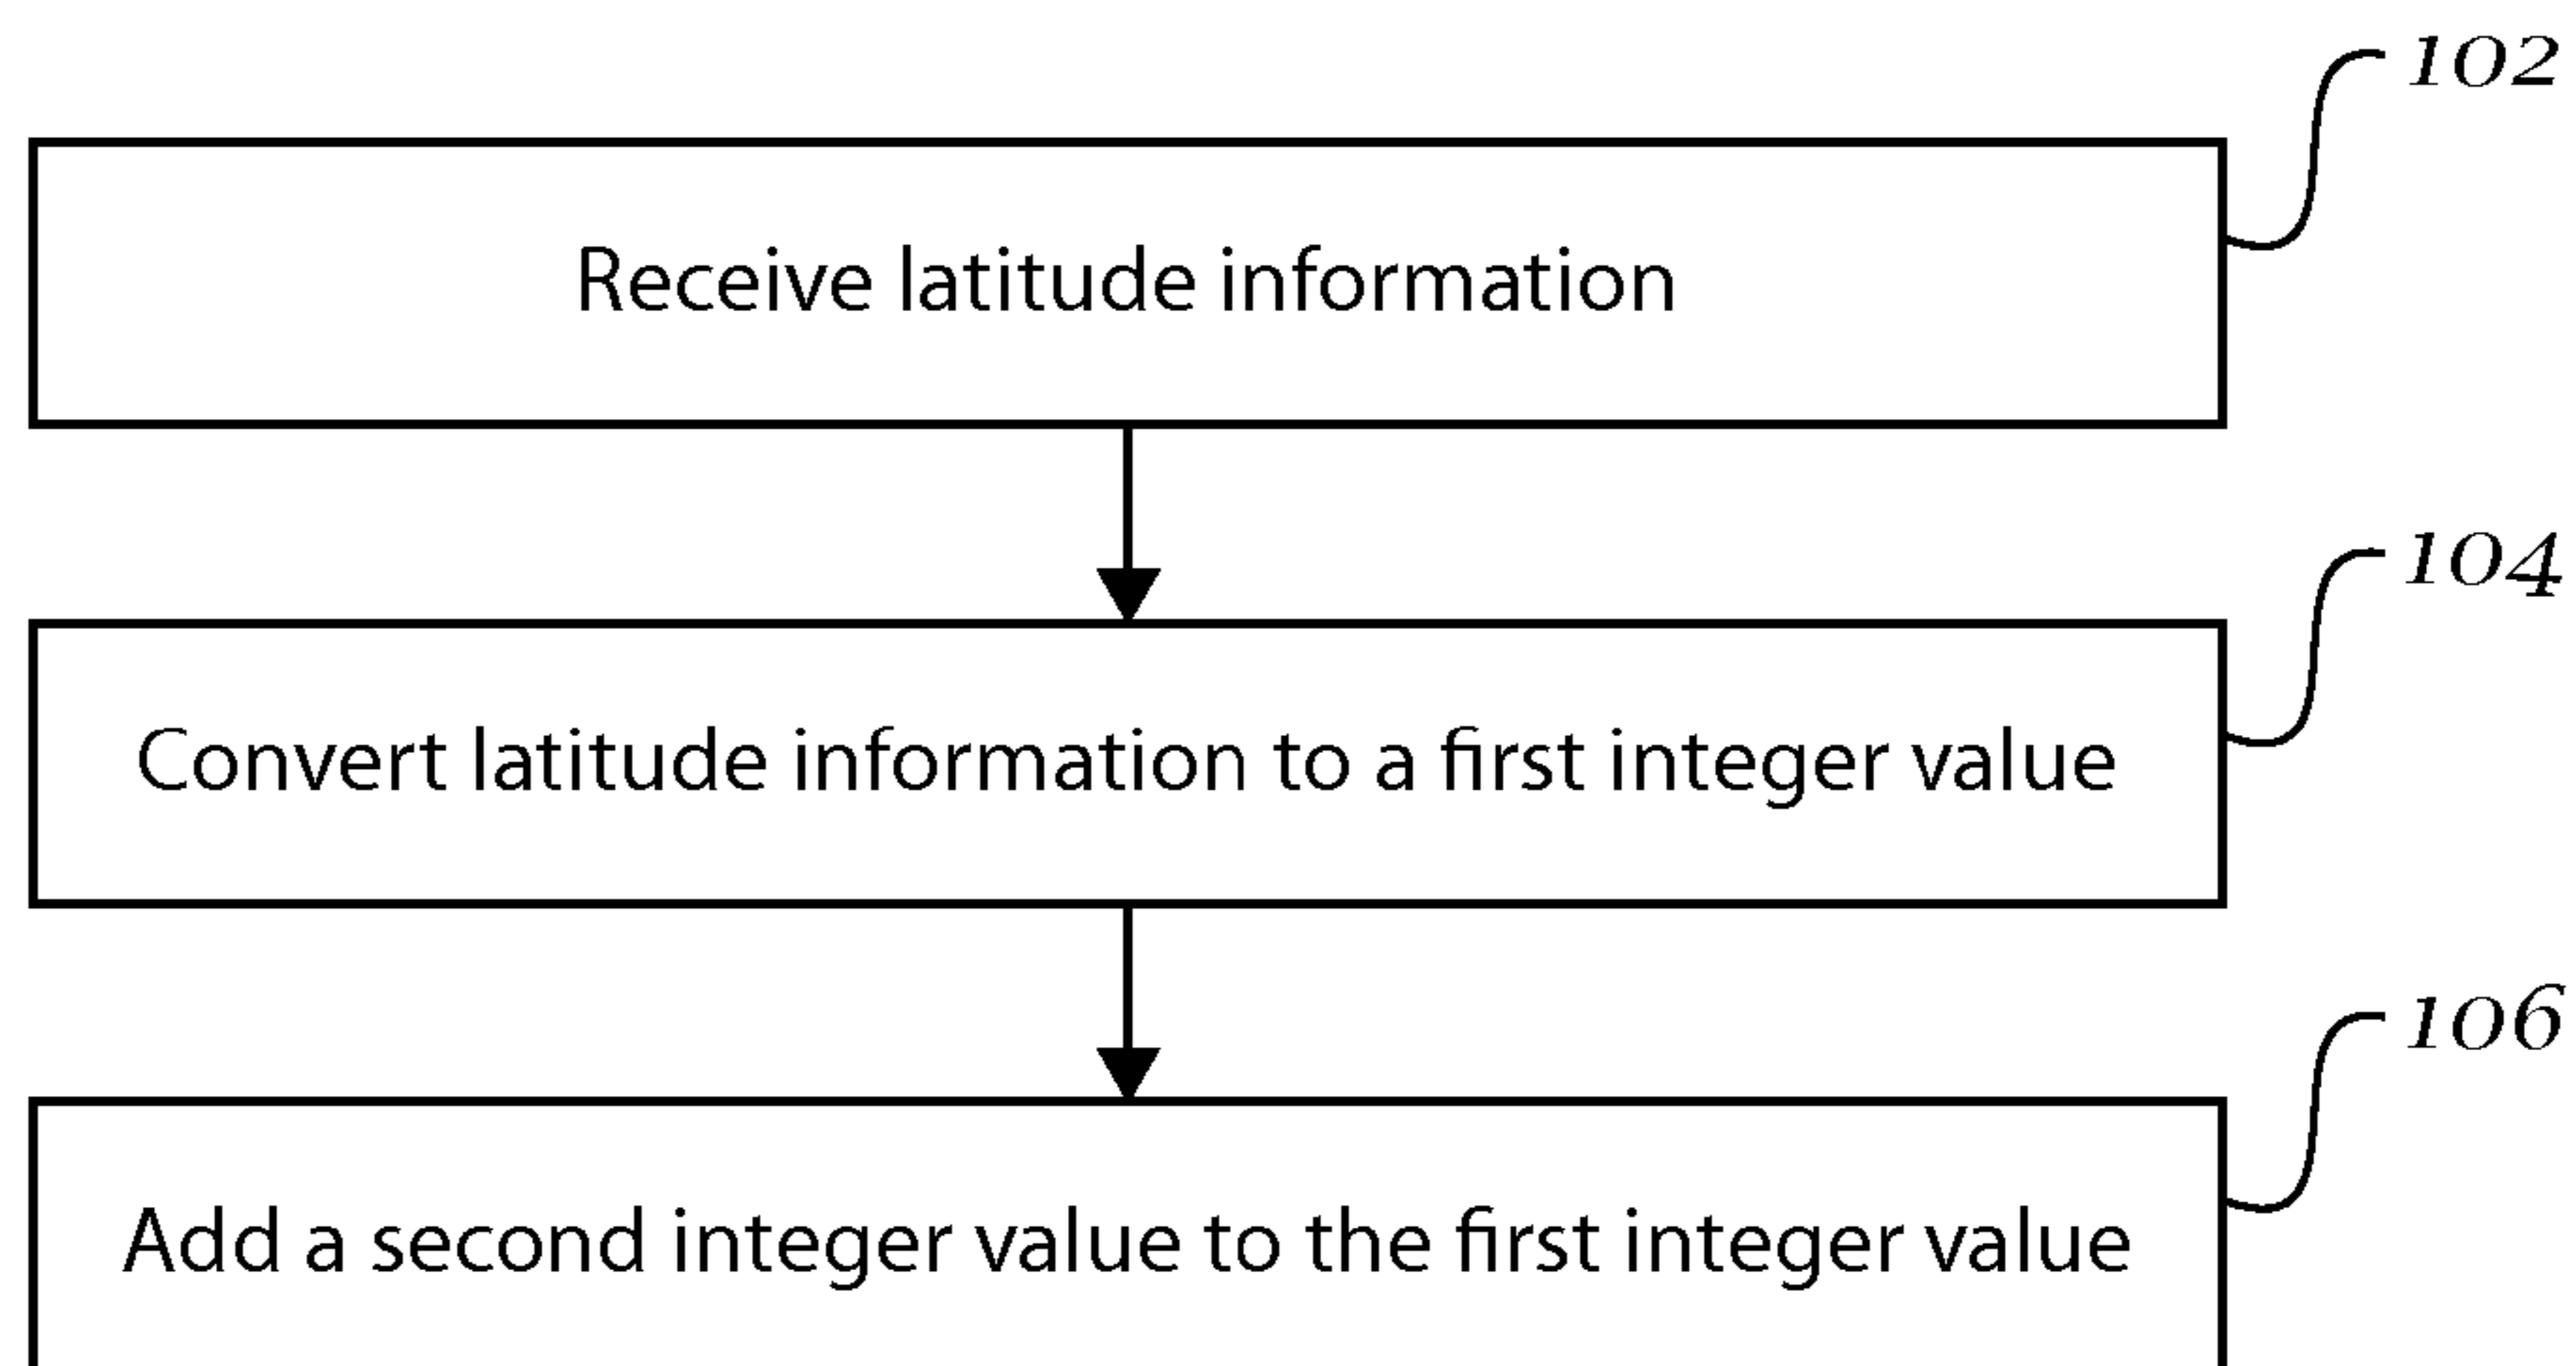 102
Receive latitude information
104
Convert latitude information to a first integer value
106
Add a second integer value to the first integer value